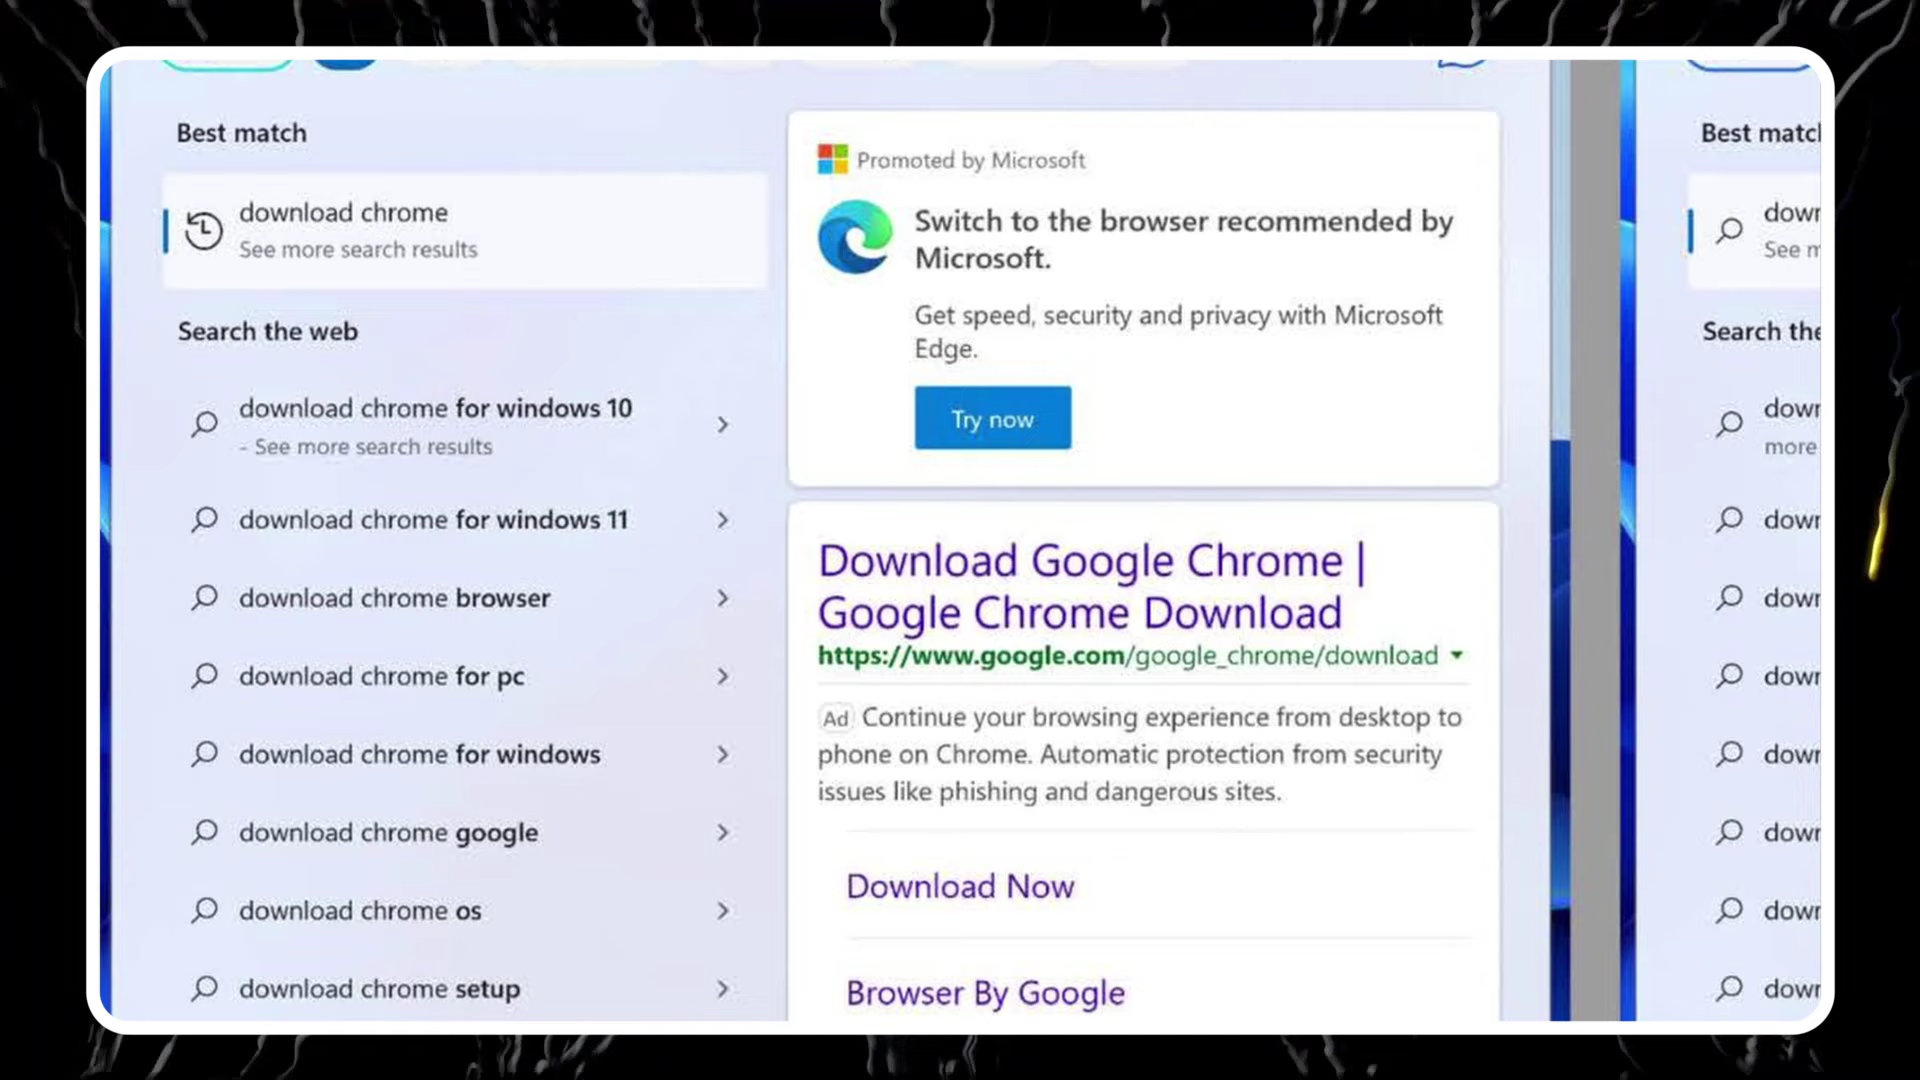 Best match
download chrome
See more search results
Search the web
download chrome for windows 10
- See more search results
download chrome for windows 11
download chrome browser
download chrome for pc
download chrome for windows
download chrome google
download chrome os
download chrome setup
Promoted by Microsoft
Switch to the browser recommended by
Microsoft.
Get speed, security and privacy with Microsoft
Edge.
Try now
Download Google Chrome |
Google Chrome Download
https://www.google.com/google_chrome/download
Ad Continue your browsing experience from desktop to
phone on Chrome. Automatic protection from security
issues like phishing and dangerous sites.
Download Now
Browser By Google
Best
See
Search the
more